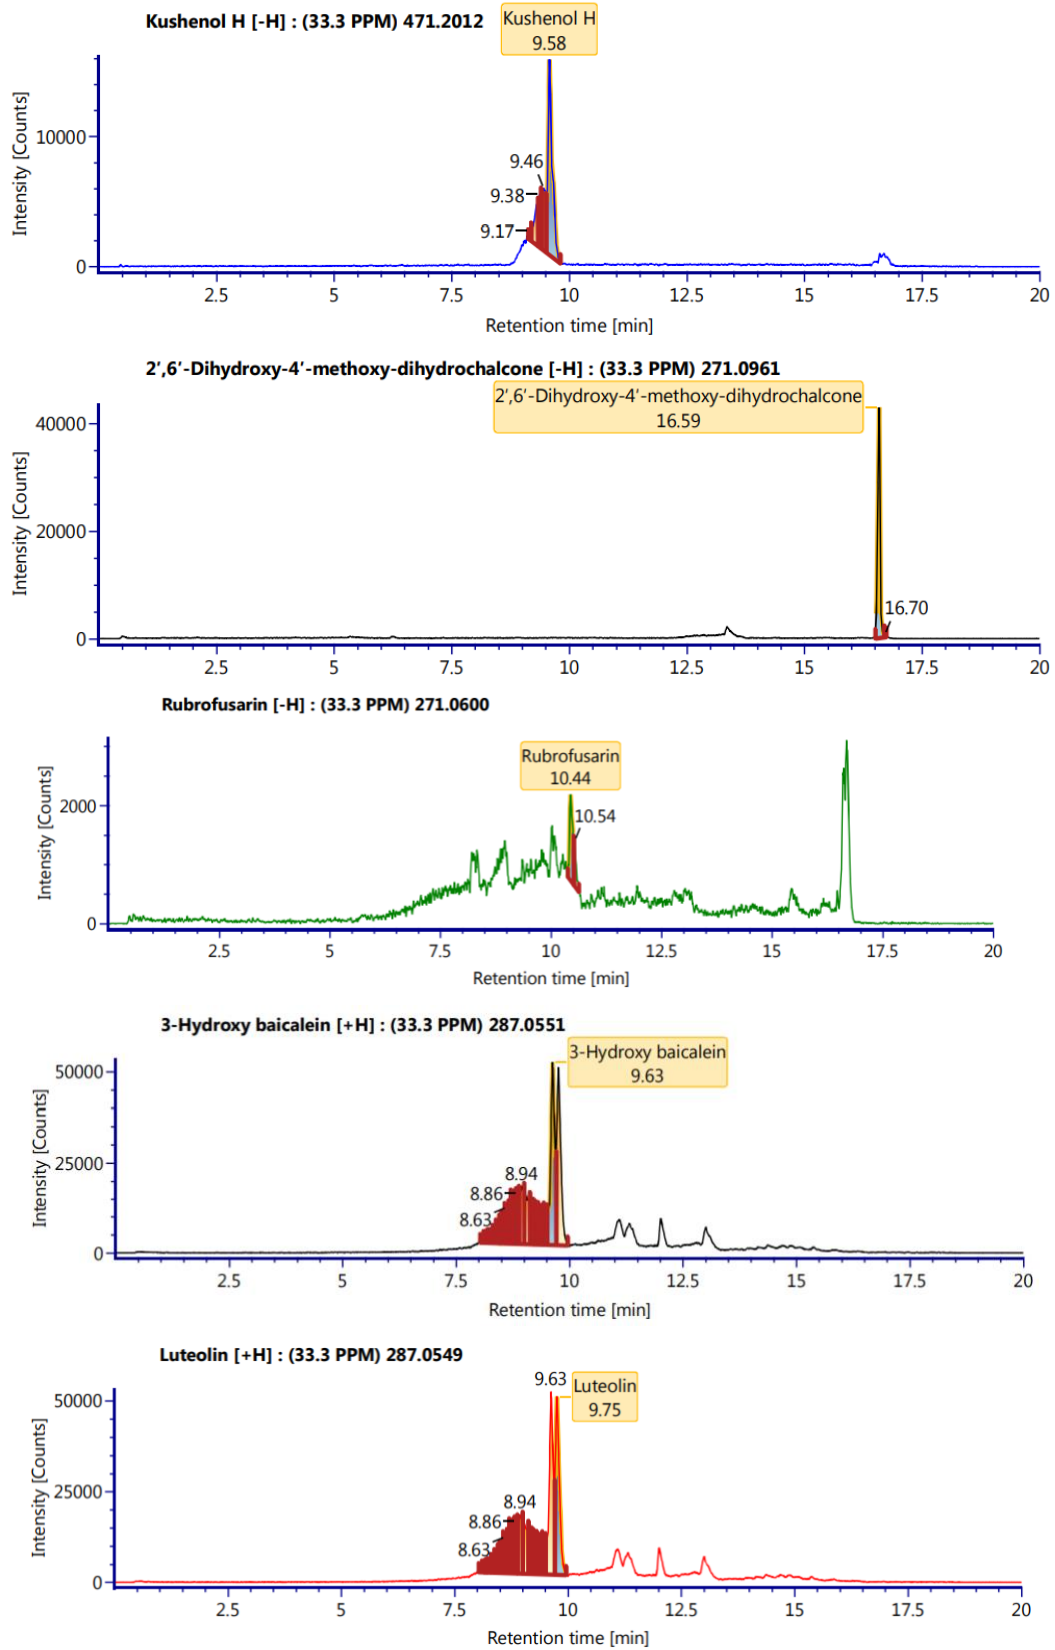 Kushenol H [-H] : (33.3 PPM) 471.2012
Kushenol H
9.58
Intensity [Counts]
10000
0
9.46
9.38
9.17
2.5 5 7.5 10 12.5 15 17.5 20
Retention time [min]
2′,6′-Dihydroxy-4′-methoxy-dihydrochalcone [-H] : (33.3 PPM) 271.0961
2′,6′-Dihydroxy-4′-methoxy-dihydrochalcone
16.59
Intensity [Counts]
40000
20000
0
16.70
2.5 5 7.5 10 12.5 15 17.5 20
Rubrofusarin [-H] : (33.3 PPM) 271.0600
Rubrofusarin
10.44
10.54
Intensity [Counts]
2000
0
2.5 5 7.5 10 12.5 15 17.5 20
Retention time [min]
3-Hydroxy baicalein [+H] : (33.3 PPM) 287.0551
3-Hydroxy baicalein
9.63
Intensity [Counts]
50000
25000
0
8.94
8.86
8.63
2.5 5 7.5 10 12.5 15 17.5 20
Retention time [min]
Luteolin [+H] : (33.3 PPM) 287.0549
9.63
Luteolin
9.75
Intensity [Counts]
50000
25000
0
8.94
8.86
8.63
2.5 5 7.5 10 12.5 15 17.5 20
Retention time [min]